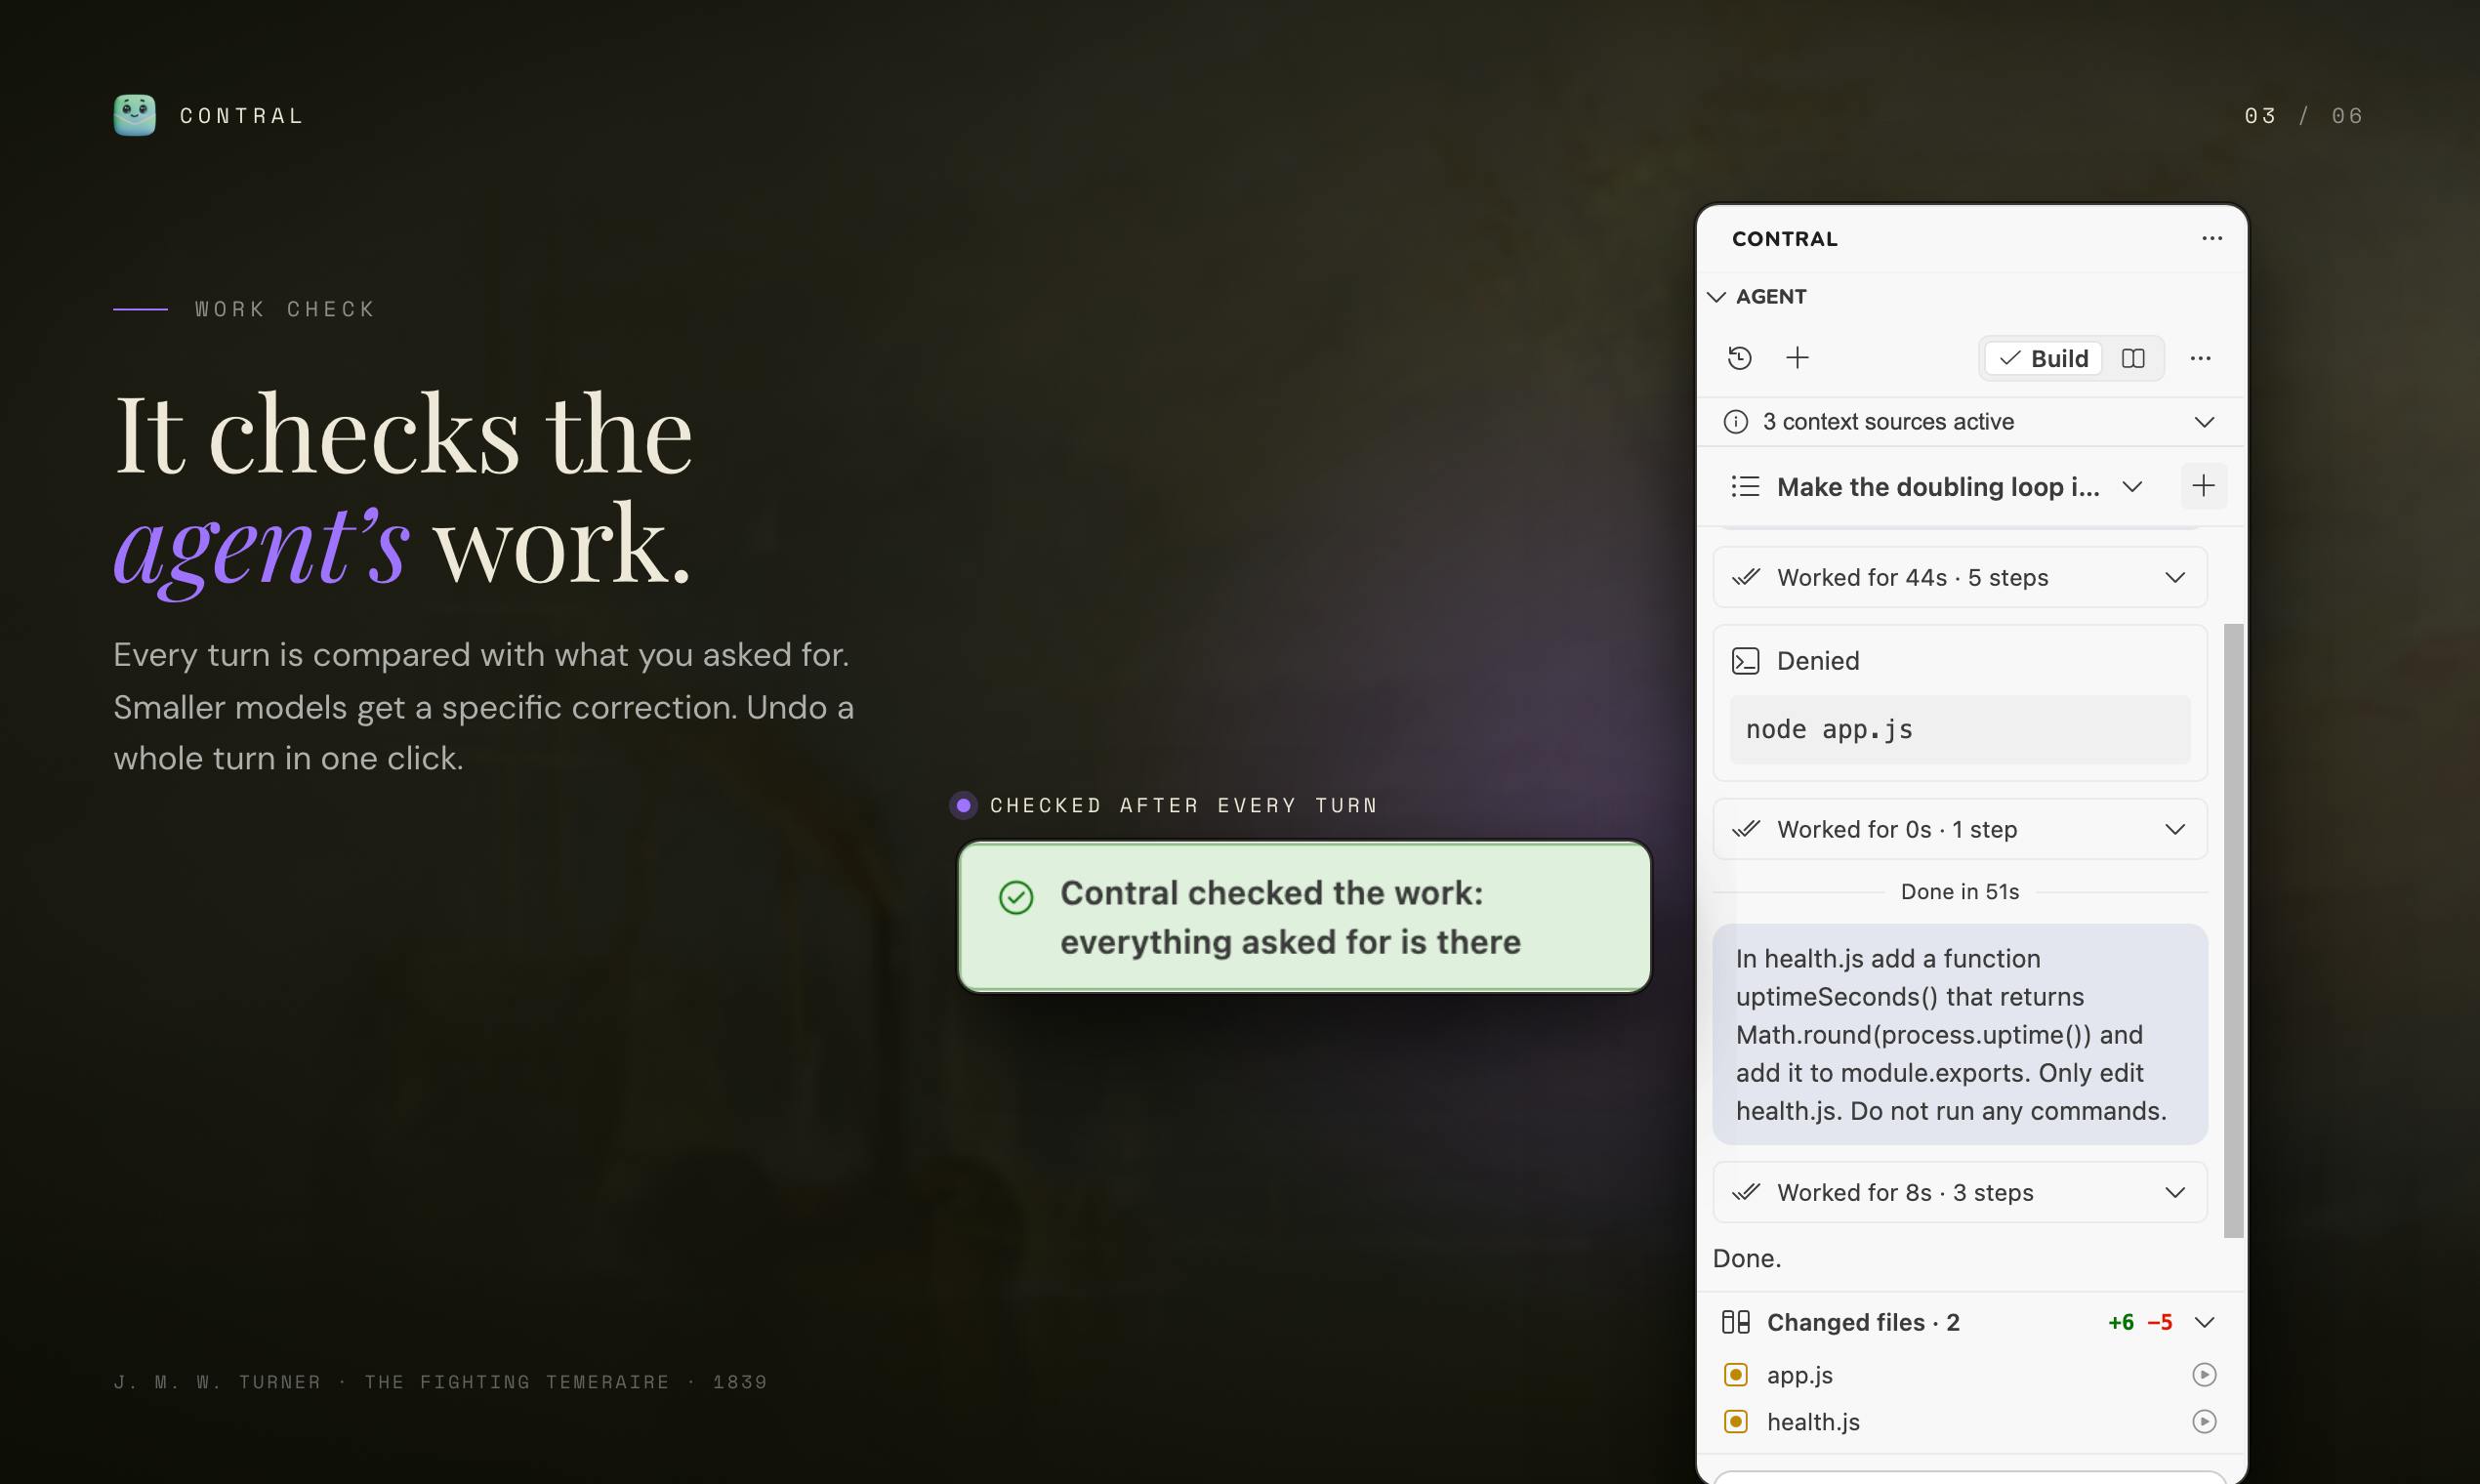 CONTRAL
03 / 06
WORK CHECK
It checks the
agent's work.
Every turn is compared with what you asked for.
Smaller models get a specific correction. Undo a
whole turn in one click.
CHECKED AFTER EVERY TURN
Contral checked the work:
everything asked for is there
J. M. W. TURNER · THE FIGHTING TEMERAIRE · 1839
CONTRAL
AGENT
Build
3 context sources active
Make the doubling loop i...
Worked for 44s · 5 steps
Denied
node app.js
Worked for 0s · 1 step
Done in 51s
In health.js add a function
uptimeSeconds() that returns
Math.round(process.uptime()) and
add it to module.exports. Only edit
health.js. Do not run any commands.
Worked for 8s · 3 steps
Done.
Changed files · 2 +6 −5
app.js
health.js